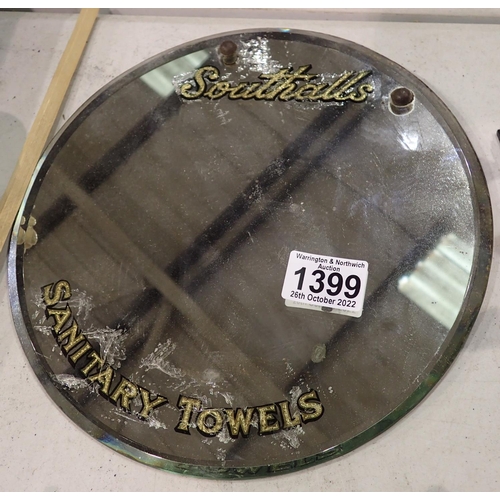 Southalls
Warrington & Northwich
Auction
1399
26th October 2022
SANITARY TOWELS